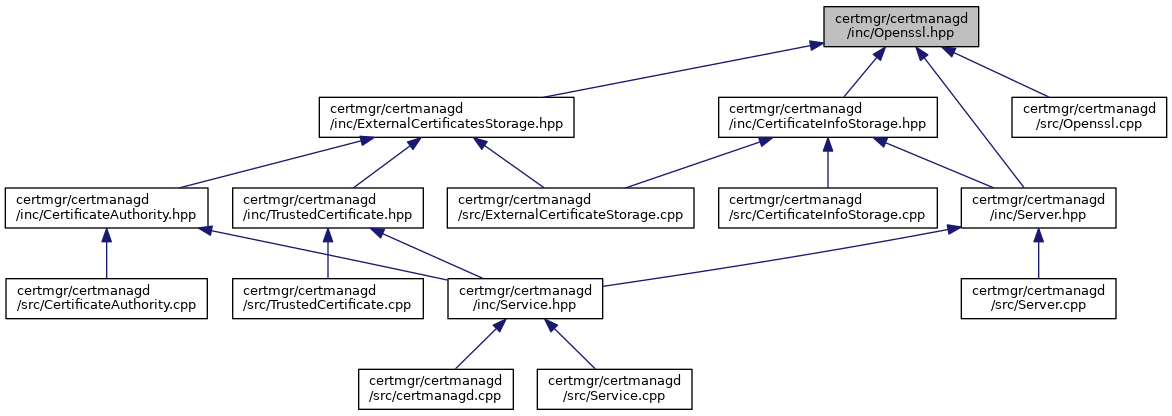 certmgr/certmanagd
/inc/Openssl.hpp
certmgr/certmanagd
/inc/ExternalCertificatesStorage.hpp
certmgr/certmanagd
/inc/CertificateInfoStorage.hpp
certmgr/certmanagd
/src/Openssl.cpp
certmgr/certmanagd
/inc/CertificateAuthority.hpp
certmgr/certmanagd
/inc/TrustedCertificate.hpp
certmgr/certmanagd
/src/ExternalCertificateStorage.cpp
certmgr/certmanagd
/src/CertificateInfoStorage.cpp
certmgr/certmanagd
/inc/Server.hpp
certmgr/certmanagd
/src/CertificateAuthority.cpp
certmgr/certmanagd
/src/TrustedCertificate.cpp
certmgr/certmanagd
/inc/Service.hpp
certmgr/certmanagd
/src/Server.cpp
certmgr/certmanagd
/src/certmanagd.cpp
certmgr/certmanagd
/src/Service.cpp